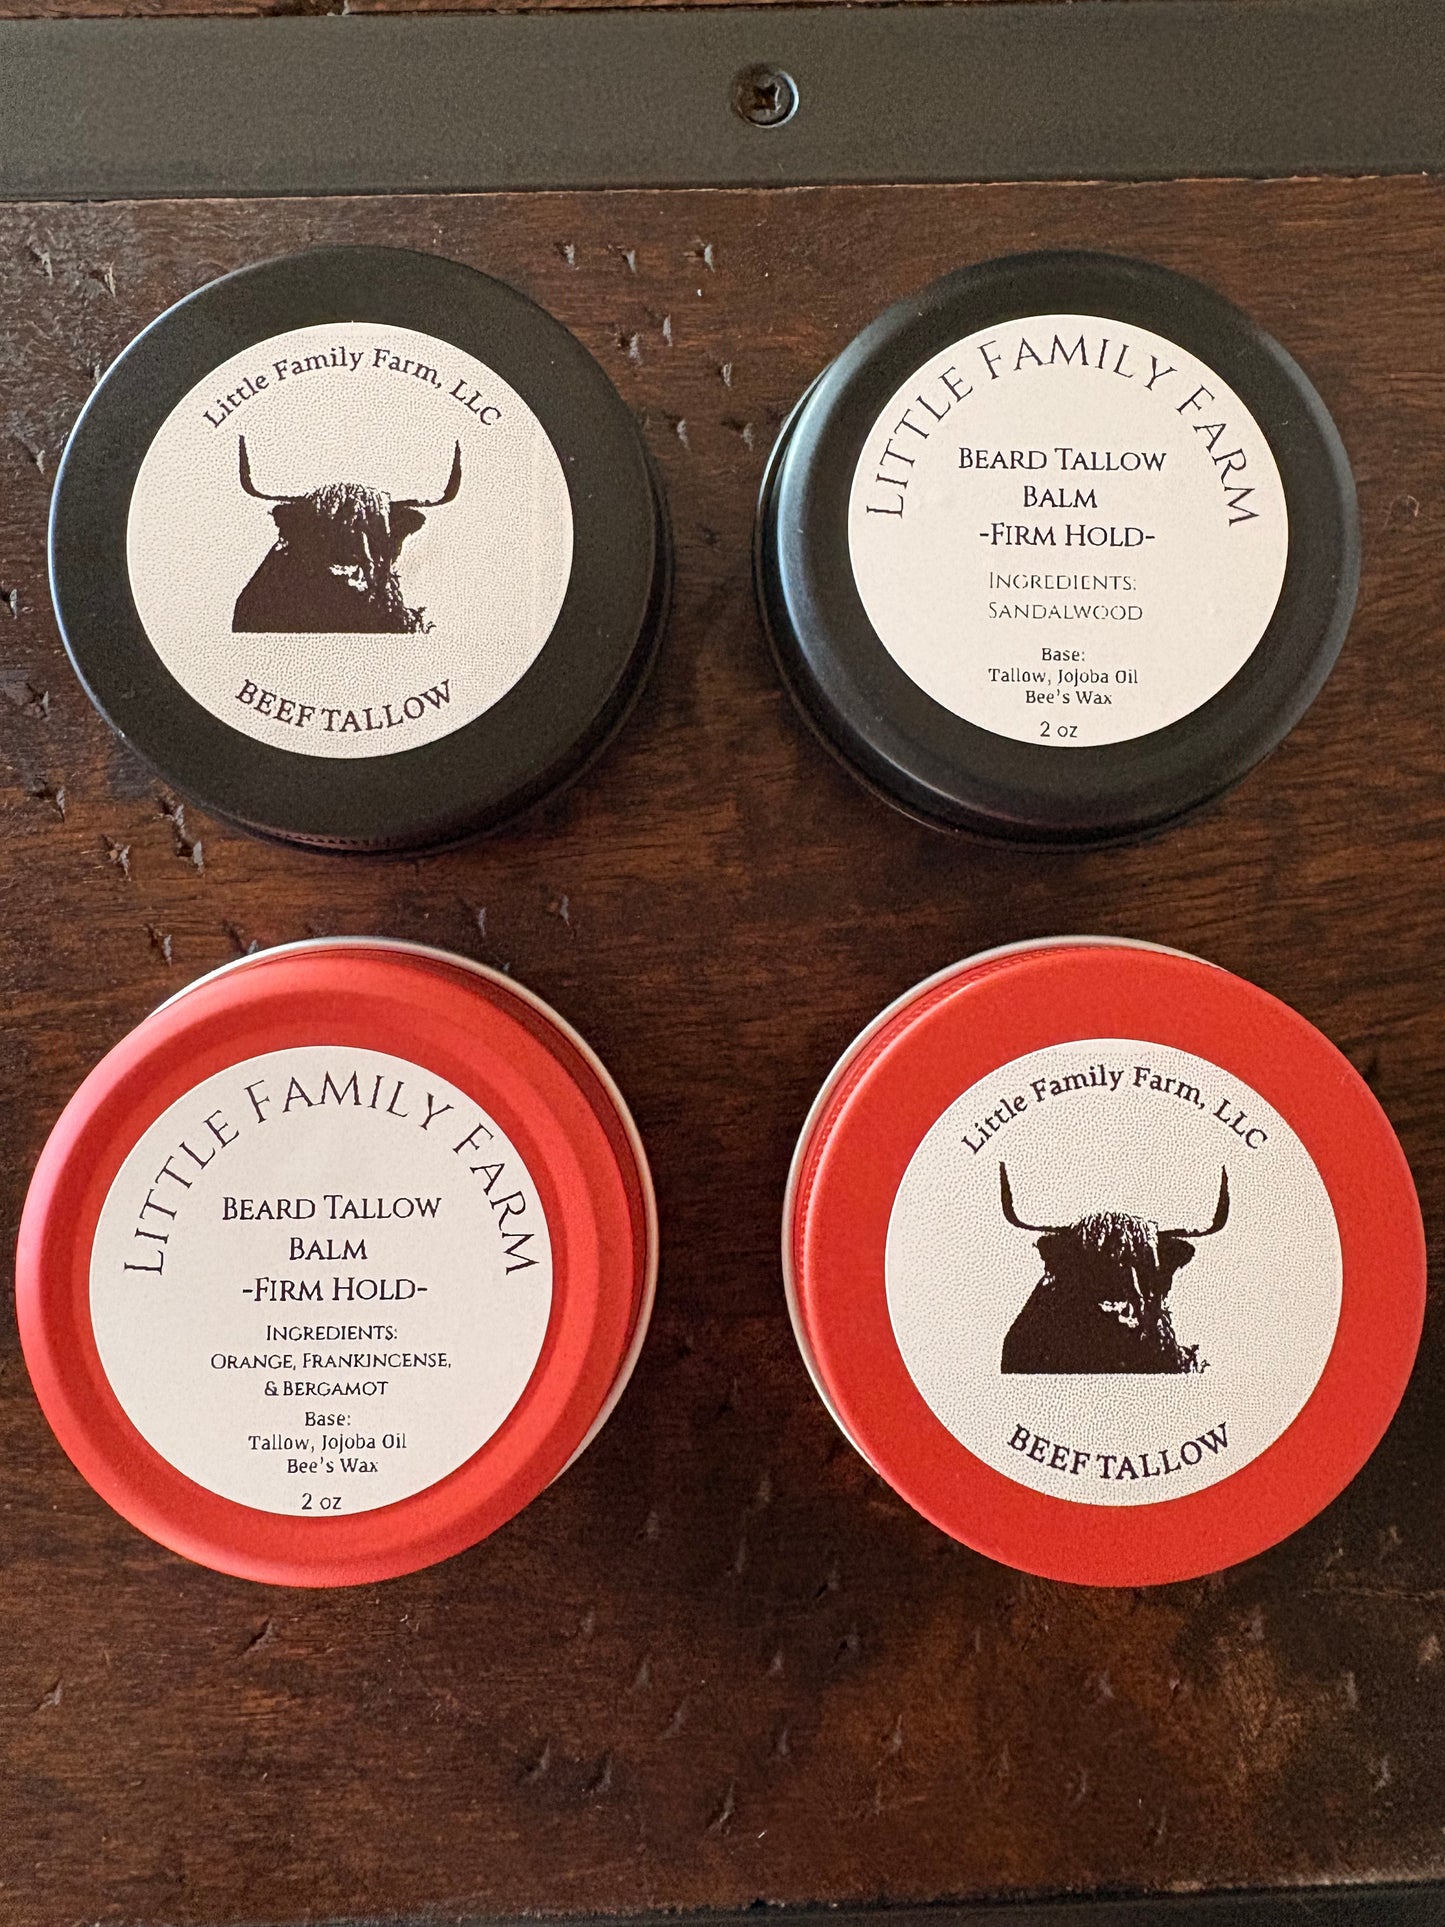 Little Family Farm, LLC
BEEF TALLOW
LITTLE FAMILY FARM
BEARD TALLOW
BALM
-FIRM HOLD-
INGREDIENTS:
SANDALWOOD
Base:
Tallow, Jojoba Oil
Bee's Wax
2 oz
LITTLE FAMILY FARM
BEARD TALLOW
BALM
-FIRM HOLD-
INGREDIENTS:
ORANGE, FRANKINCENSE,
& BERGAMOT
Base:
Tallow, Jojoba Oil
Bee's Wax
2 oz
Little Family Farm, LLC
BEEF TALLOW